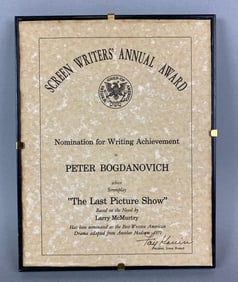 SCREEN WRITERS' ANNUAL AWARD
Nomination for Writing Achievement
to
PETER BOGDANOVICH
whose
Screenplay
"The Last Picture Show"
Based on the Novel by
Larry McMurtry
Has been nominated as the Best Written American
Drama adapted from Another Medium 1971